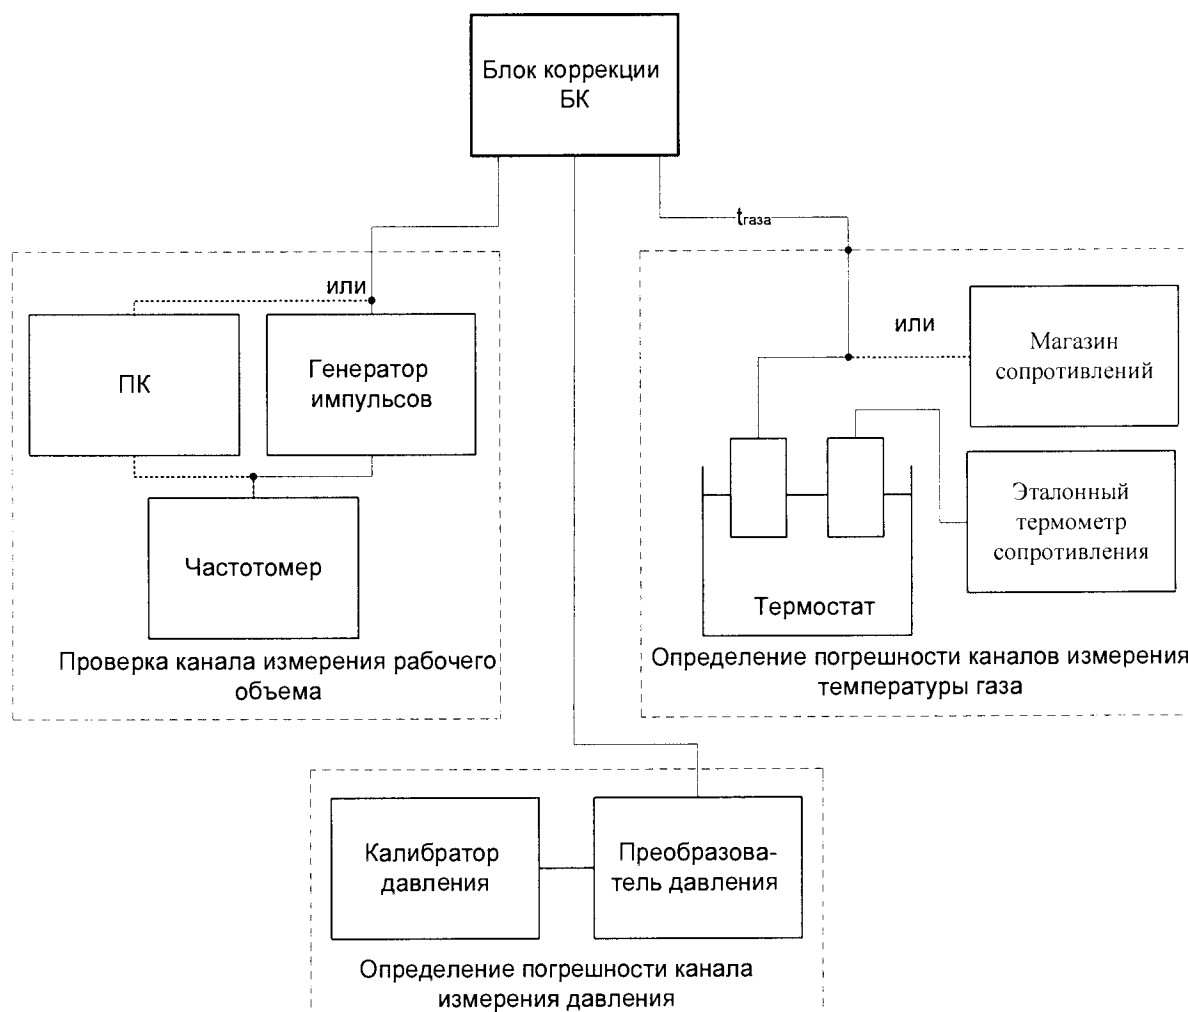 Блок коррекции
БК
tгаза
или
ПК
Генератор
импульсов
Частотомер
Проверка канала измерения рабочего
объема
или
Магазин
сопротивлений
Эталонный
термометр
сопротивления
Термостат
Определение погрешности каналов измерения
температуры газа
Калибратор
давления
Преобразова-
тель давления
Определение погрешности канала
измерения давления